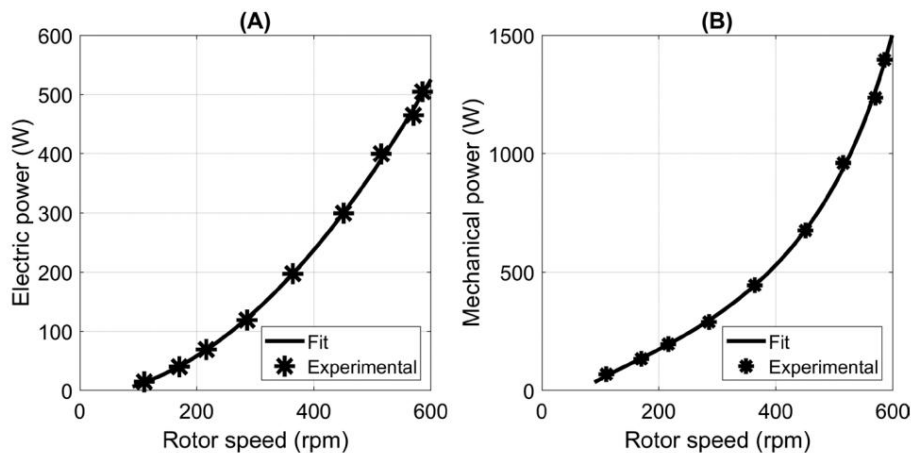 (A)
Electric power (W)
600
500
400
300
200
100
0
0 200 400 600
Rotor speed (rpm)
Fit
Experimental
(B)
Mechanical power (W)
1500
1000
500
0
0 200 400 600
Rotor speed (rpm)
Fit
Experimental